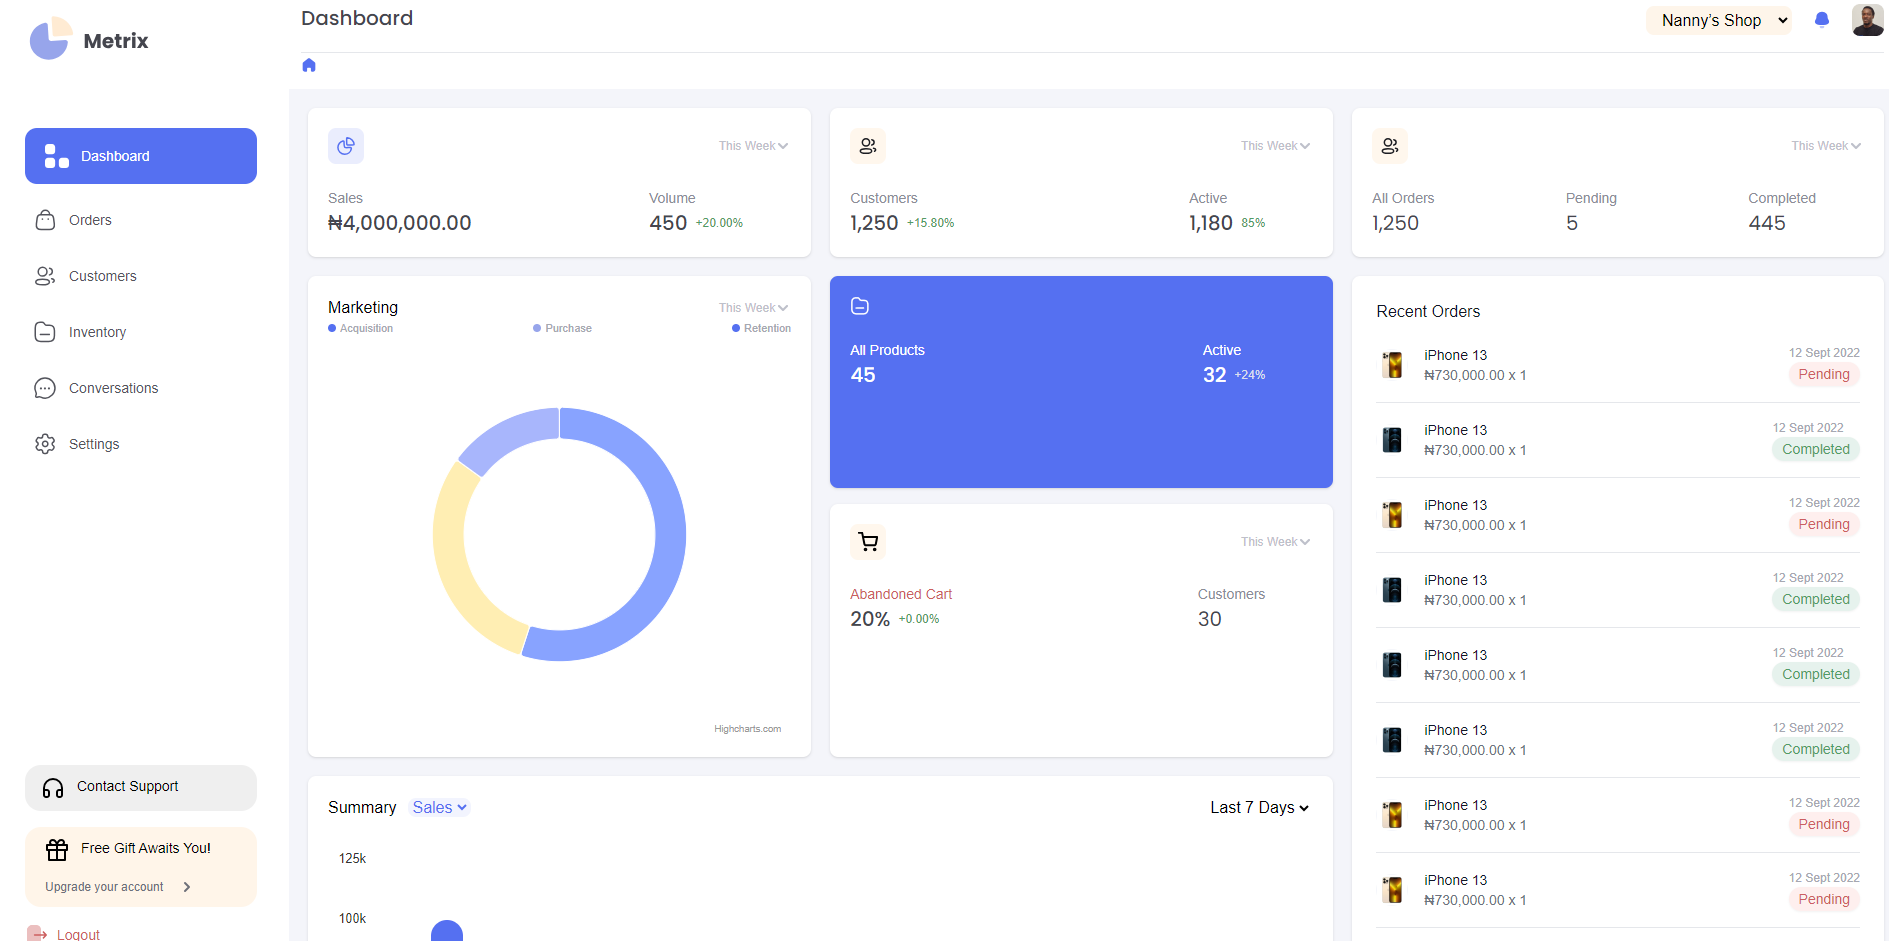 Metrix
Dashboard
Orders
Customers
Inventory
Conversations
Settings
Contact Support
Free Gift Awaits You!
Upgrade your account
Logout
Dashboard
Nanny's Shop
This Week
Sales
₦4,000,000.00
Volume
450 +20.00%
This Week
Customers
1,250 +15.80%
Active
1,180 85%
This Week
All Orders
1,250
Pending
5
Completed
445
Marketing
This Week
Acquisition
Purchase
Retention
Highcharts.com
All Products
45
Active
32 +24%
This Week
Abandoned Cart
20% +0.00%
Customers
30
Summary
Sales
Last 7 Days
125k
100k
Recent Orders
iPhone 13
₦730,000.00 x 1
12 Sept 2022
Pending
iPhone 13
₦730,000.00 x 1
12 Sept 2022
Completed
iPhone 13
₦730,000.00 x 1
12 Sept 2022
Pending
iPhone 13
₦730,000.00 x 1
12 Sept 2022
Completed
iPhone 13
₦730,000.00 x 1
12 Sept 2022
Completed
iPhone 13
₦730,000.00 x 1
12 Sept 2022
Completed
iPhone 13
₦730,000.00 x 1
12 Sept 2022
Pending
iPhone 13
₦730,000.00 x 1
12 Sept 2022
Pending